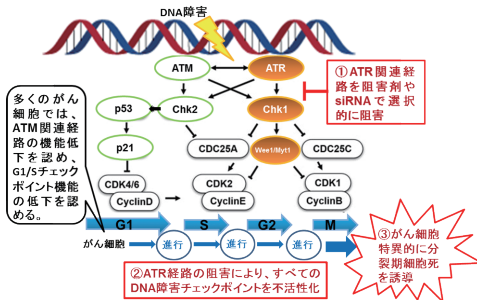 DNA障害
ATM
ATR
①ATR関連経
路を阻害剤や
siRNAで選択
的に阻害
多くのがん
細胞では、
ATM関連経
路の機能低
下を認め、
G1/Sチェック
ポイント機能
の低下を認
める。
p53
Chk2
Chk1
p21
CDC25A
Wee1/Myt1
CDC25C
CDK4/6
CyclinD
CDK2
CyclinE
CDK1
CyclinB
G1
S
G2
M
がん細胞
進行
進行
進行
②ATR経路の阻害により、すべての
DNA障害チェックポイントを不活性化
③がん細胞
特異的に分
裂期細胞死
を誘導